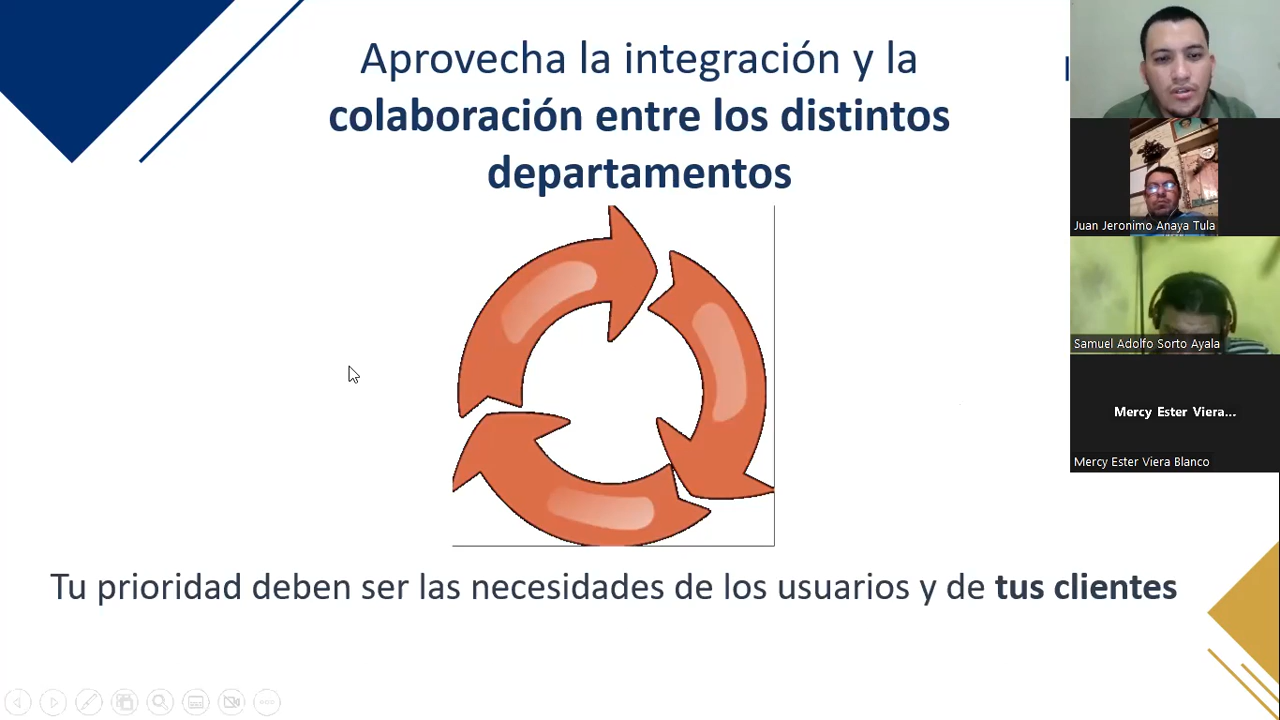 Aprovecha la integración y la
colaboración entre los distintos
departamentos
Tu prioridad deben ser las necesidades de los usuarios y de tus clientes
Juan Jeronimo Anaya Tula
Samuel Adolfo Sorto Ayala
Mercy Ester Viera...
Mercy Ester Viera Blanco